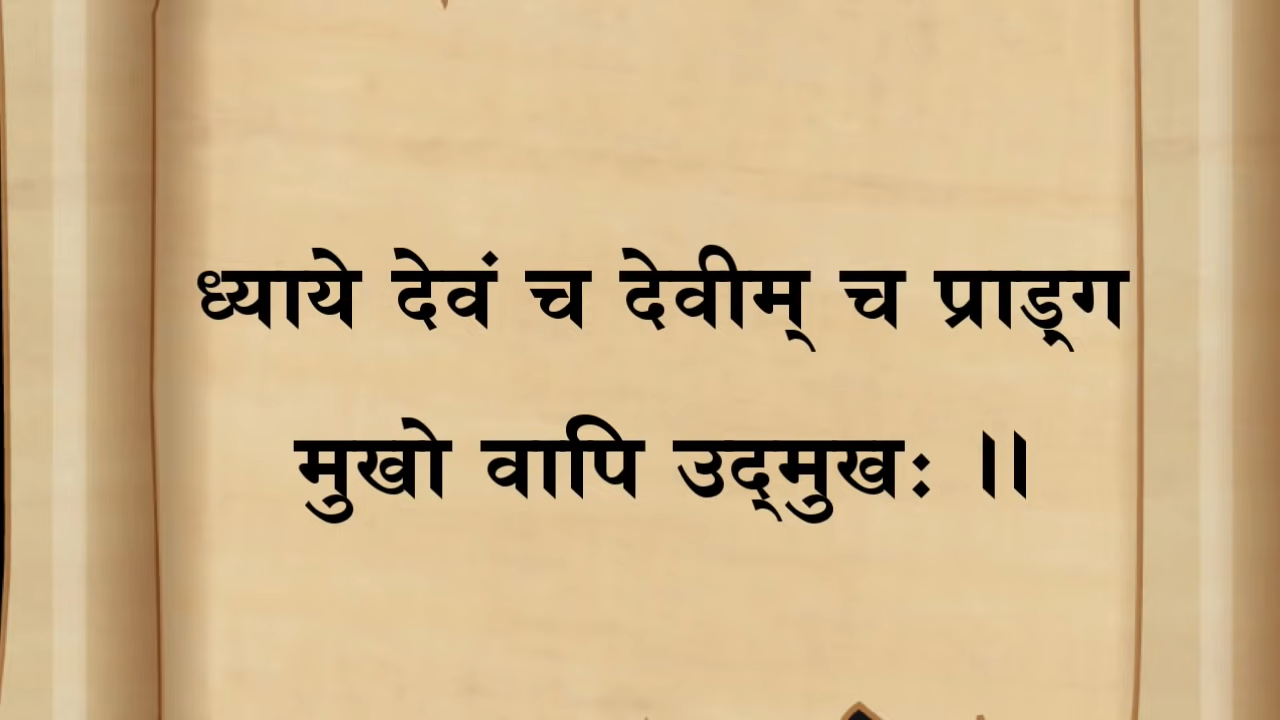 ध्याये देवं च देवीम् च प्राड्ग
मुखो वापि उद्‌मुखः ।।